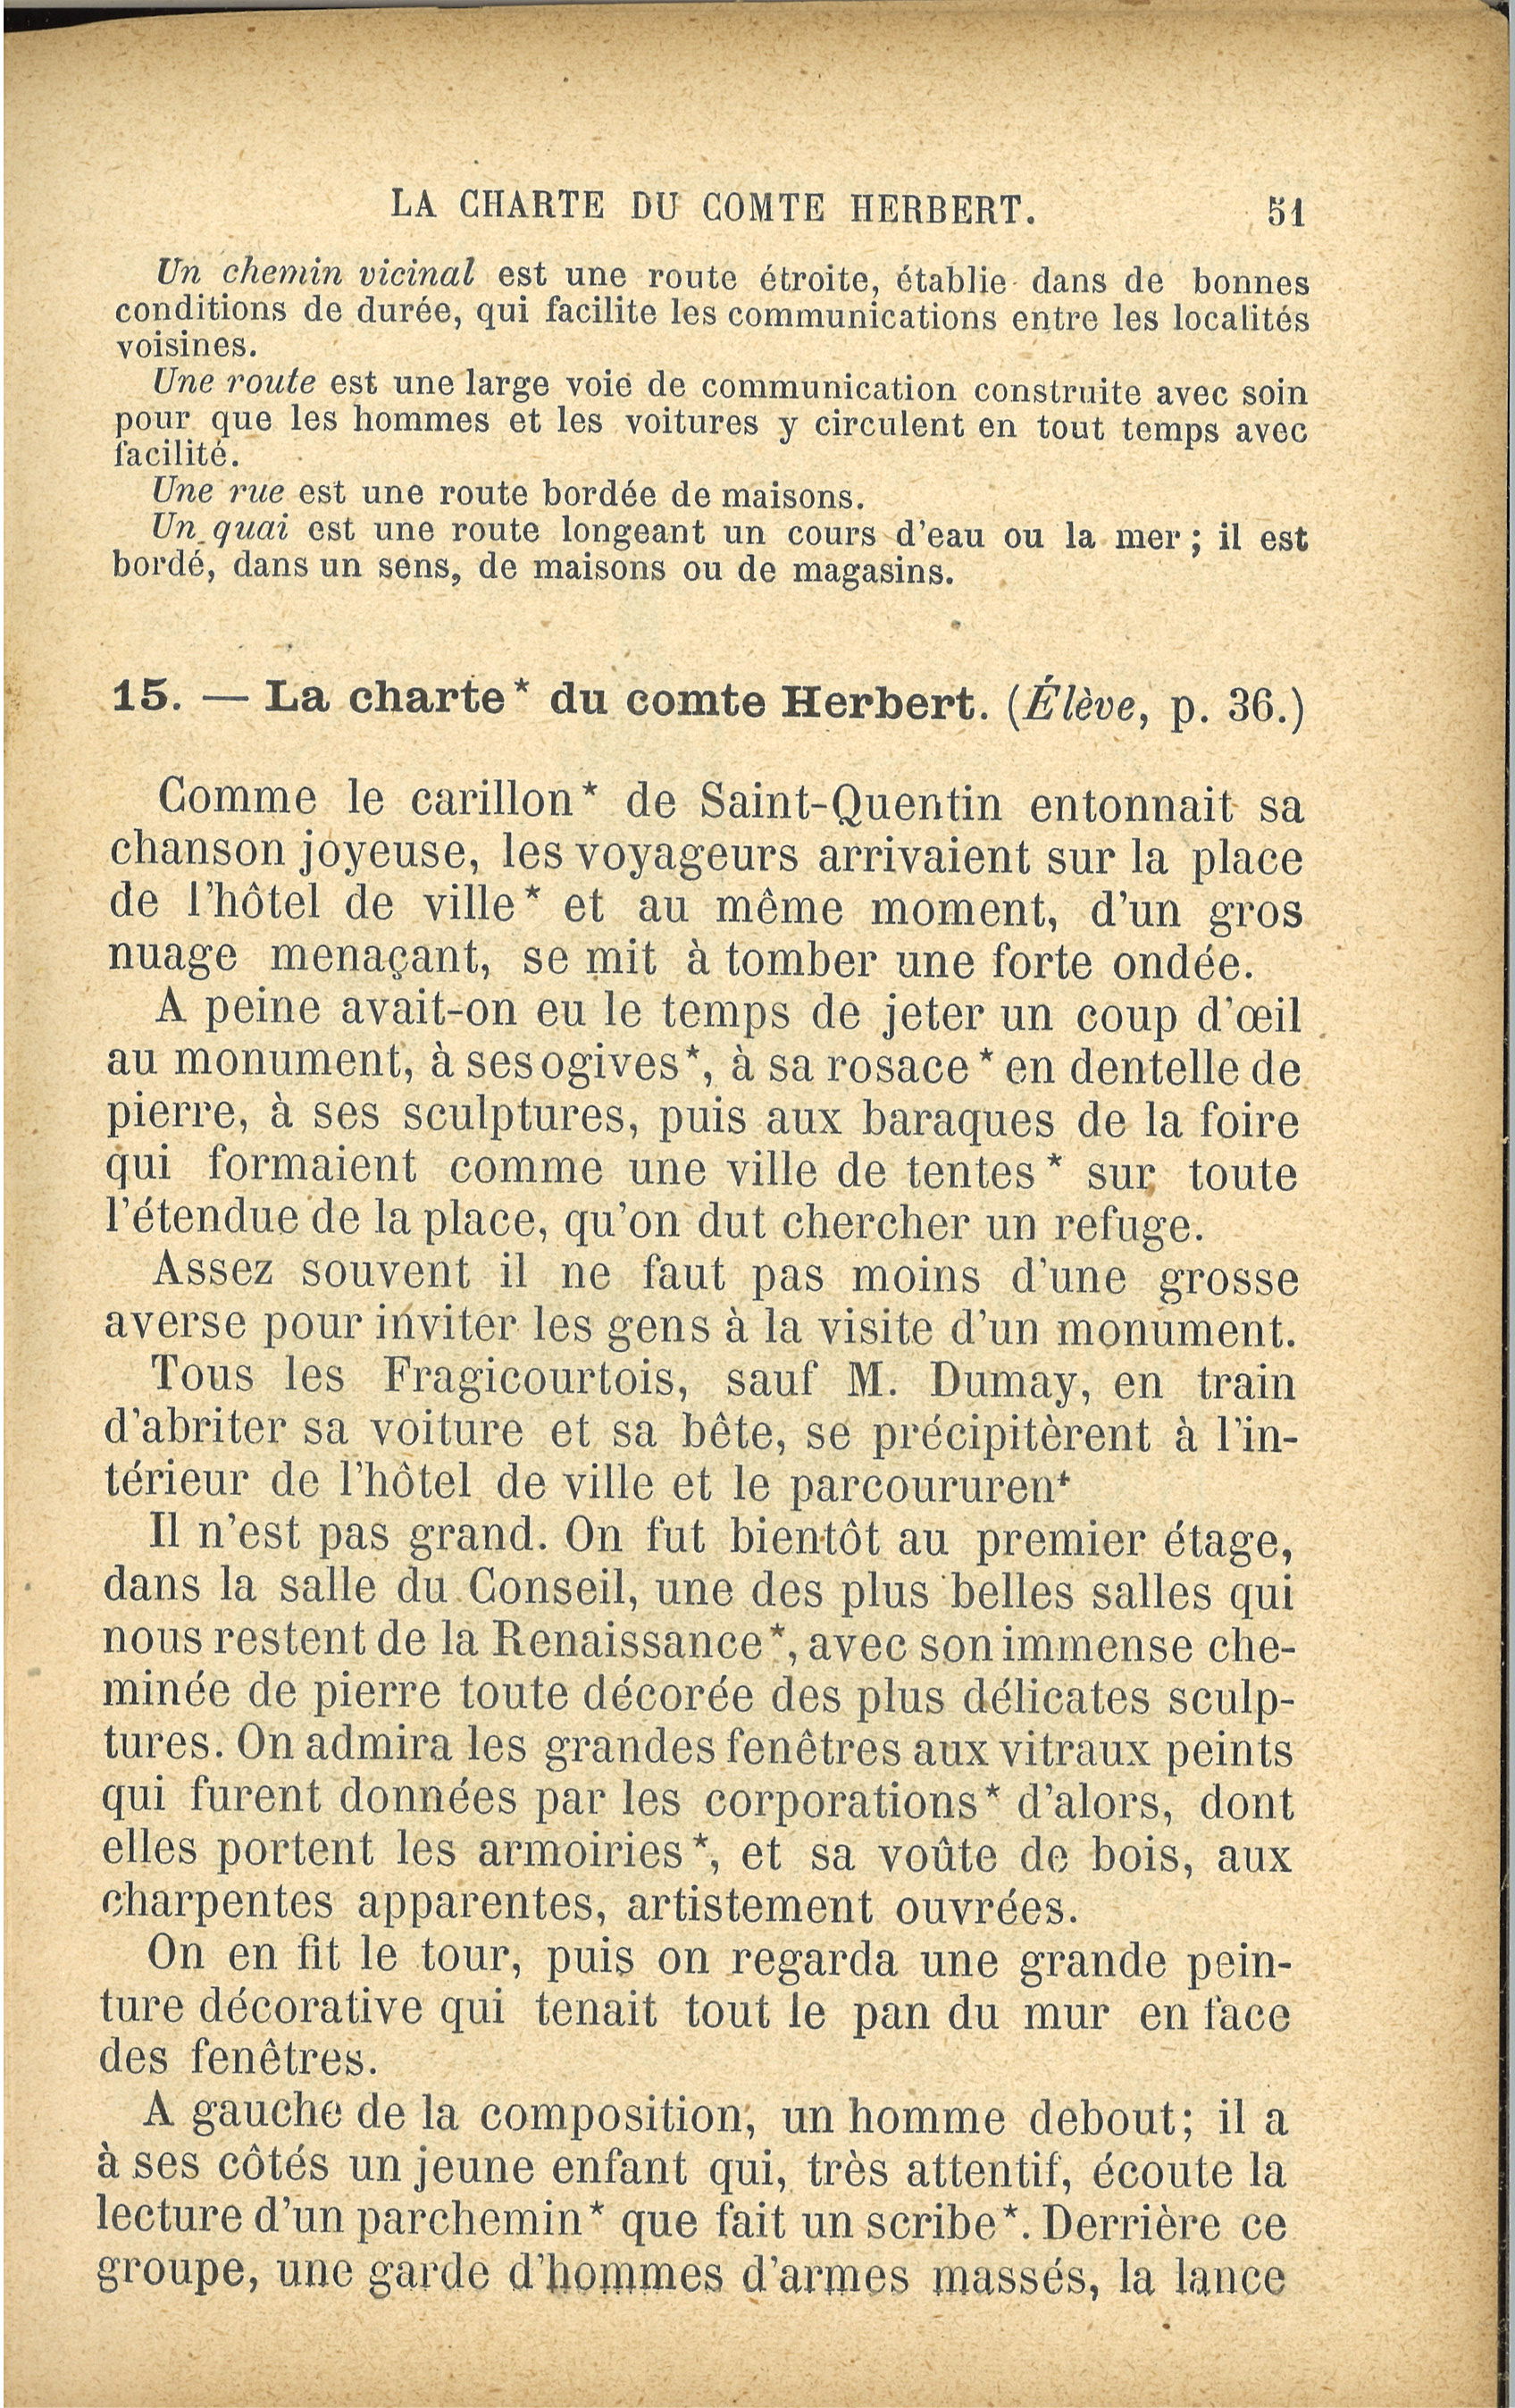 LA CHARTE DU COMTE HERBERT. 51
Un chemin vicinal est une route étroite, établie dans de bonnes
conditions de durée, qui facilite les communications entre les localités
voisines.
Une route est une large voie de communication construite avec soin
pour que les hommes et les voitures y circulent en tout temps avec
facilité.
Une rue est une route bordée de maisons.
Un quai est une route longeant un cours d'eau ou la mer ; il est
bordé, dans un sens, de maisons ou de magasins.
15. — La charte* du comte Herbert. (Élève, p. 36.)
Comme le carillon* de Saint-Quentin entonnait sa
chanson joyeuse, les voyageurs arrivaient sur la place
de l'hôtel de ville* et au même moment, d'un gros
nuage menaçant, se mit à tomber une forte ondée.
A peine avait-on eu le temps de jeter un coup d'œil
au monument, à ses ogives*, à sa rosace* en dentelle de
pierre, à ses sculptures, puis aux baraques de la foire
qui formaient comme une ville de tentes* sur toute
l'étendue de la place, qu'on dut chercher un refuge.
Assez souvent il ne faut pas moins d'une grosse
averse pour inviter les gens à la visite d'un monument.
Tous les Fragicourtois, sauf M. Dumay, en train
d'abriter sa voiture et sa bête, se précipitèrent à l'in-
térieur de l'hôtel de ville et le parcoururent
Il n'est pas grand. On fut bientôt au premier étage,
dans la salle du Conseil, une des plus belles salles qui
nous restent de la Renaissance*, avec son immense che-
minée de pierre toute décorée des plus délicates sculp-
tures. On admira les grandes fenêtres aux vitraux peints
qui furent données par les corporations* d'alors, dont
elles portent les armoiries*, et sa voûte de bois, aux
charpentes apparentes, artistement ouvrées.
On en fit le tour, puis on regarda une grande pein-
ture décorative qui tenait tout le pan du mur en face
des fenêtres.
A gauche de la composition, un homme debout; il a
à ses côtés un jeune enfant qui, très attentif, écoute la
lecture d'un parchemin* que fait un scribe*. Derrière ce
groupe, une garde d'hommes d'armes massés, la lance